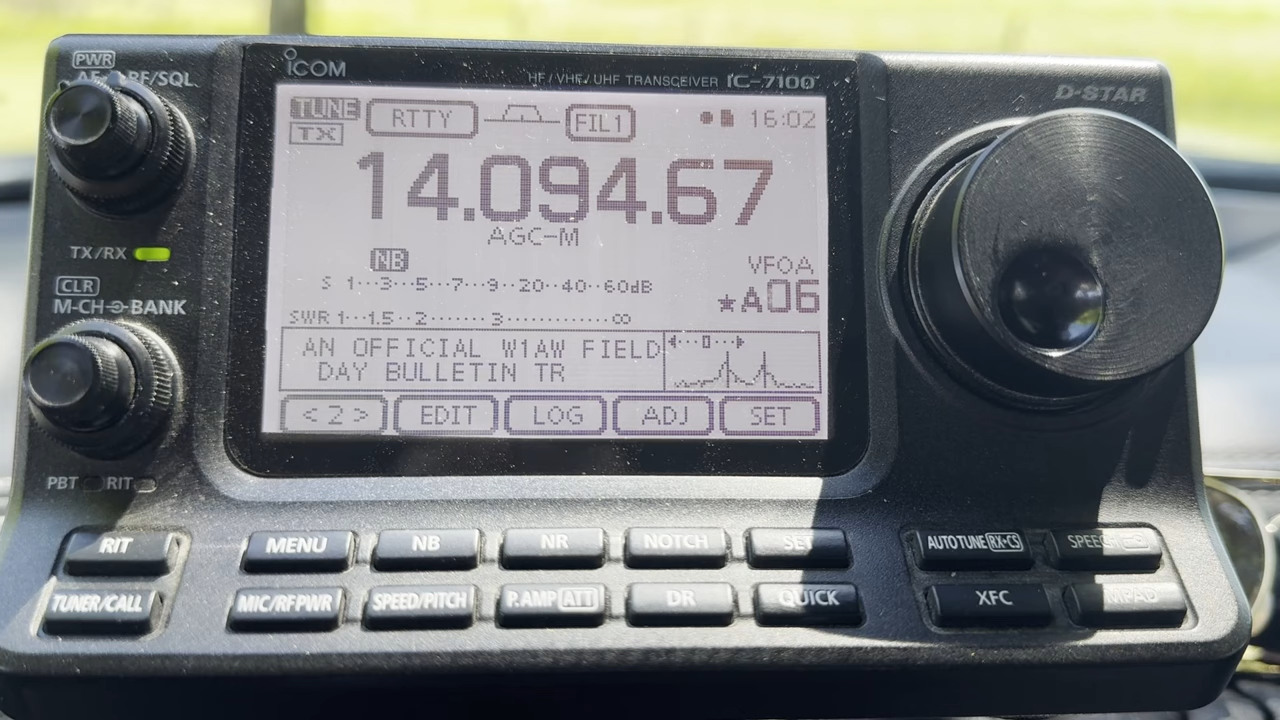 PWR
AF RF/SQL
ICOM
HF/VHF/UHF TRANSCEIVER IC-7100
D-STAR
TUNE RTTY FIL1 16:02
TX
14.094.67
AGC-M
TX/RX
NB
VFOA
CLR
S 1···3··5···7···9··20··40··60dB
★A06
M-CH BANK
SWR 1··1.5··2·······3············∞
AN OFFICIAL W1AW FIELD
DAY BULLETIN TR
< 2 > EDIT LOG ADJ SET
PBT RIT
RIT MENU NB NR NOTCH SET AUTOTUNE RX•CS
TUNER/CALL MIC/RFPWR SPEED/PITCH P.AMP ATT DR QUICK XFC MPAD